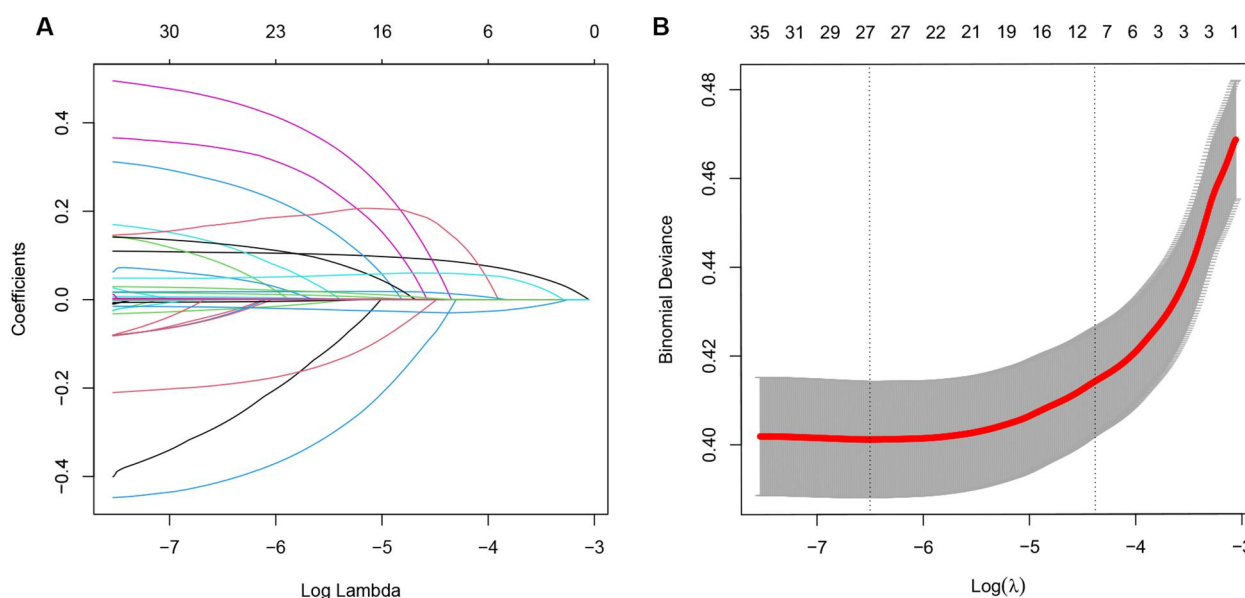 A
30 23 16 6 0
0.4
0.2
0.0
−0.2
−0.4
Coefficients
−7 −6 −5 −4 −3
Log Lambda
B
35 31 29 27 27 22 21 19 16 12 7 6 3 3 3 1
0.48
0.46
0.44
0.42
0.40
Binomial Deviance
−7 −6 −5 −4 −3
Log(λ)